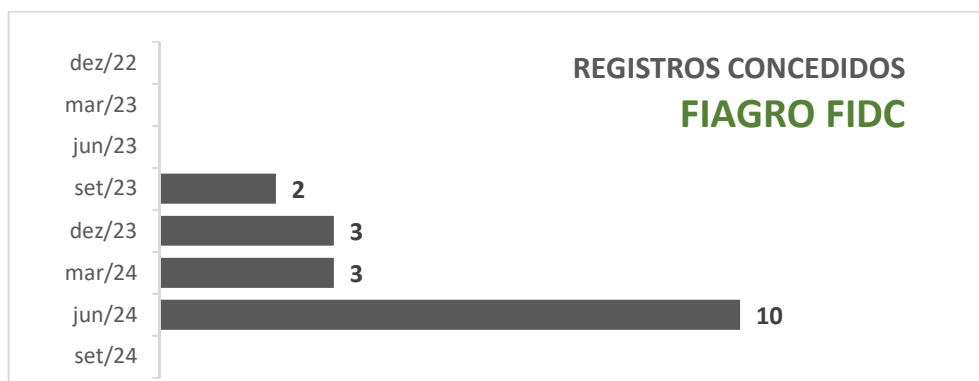 REGISTROS CONCEDIDOS
FIAGRO FIDC
dez/22
mar/23
jun/23
set/23 2
dez/23 3
mar/24 3
jun/24 10
set/24